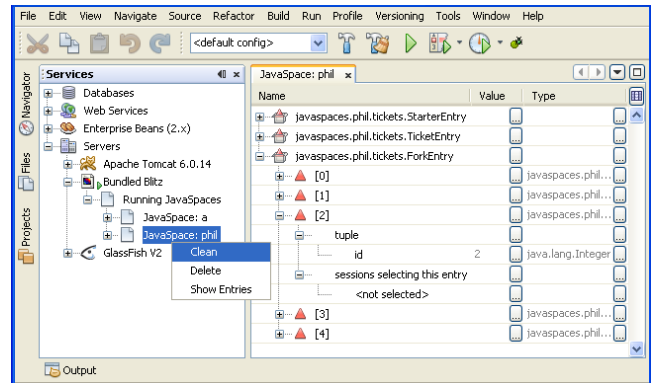 File Edit View Navigate Source Refactor Build Run Profile Versioning Tools Window Help
<default config>
Services
JavaSpace: phil
Navigator
Files
Projects
Databases
Web Services
Enterprise Beans (2.x)
Servers
Apache Tomcat 6.0.14
Bundled Blitz
Running JavaSpaces
JavaSpace: a
JavaSpace: phil
GlassFish V2
Clean
Delete
Show Entries
Name Value Type
javaspaces.phil.tickets.StarterEntry ...
javaspaces.phil.tickets.TicketEntry ...
javaspaces.phil.tickets.ForkEntry ...
[0] javaspaces.phil... ...
[1] javaspaces.phil... ...
[2] javaspaces.phil... ...
tuple ...
id 2 java.lang.Integer ...
sessions selecting this entry ...
<not selected> ...
[3] javaspaces.phil... ...
[4] javaspaces.phil... ...
Output